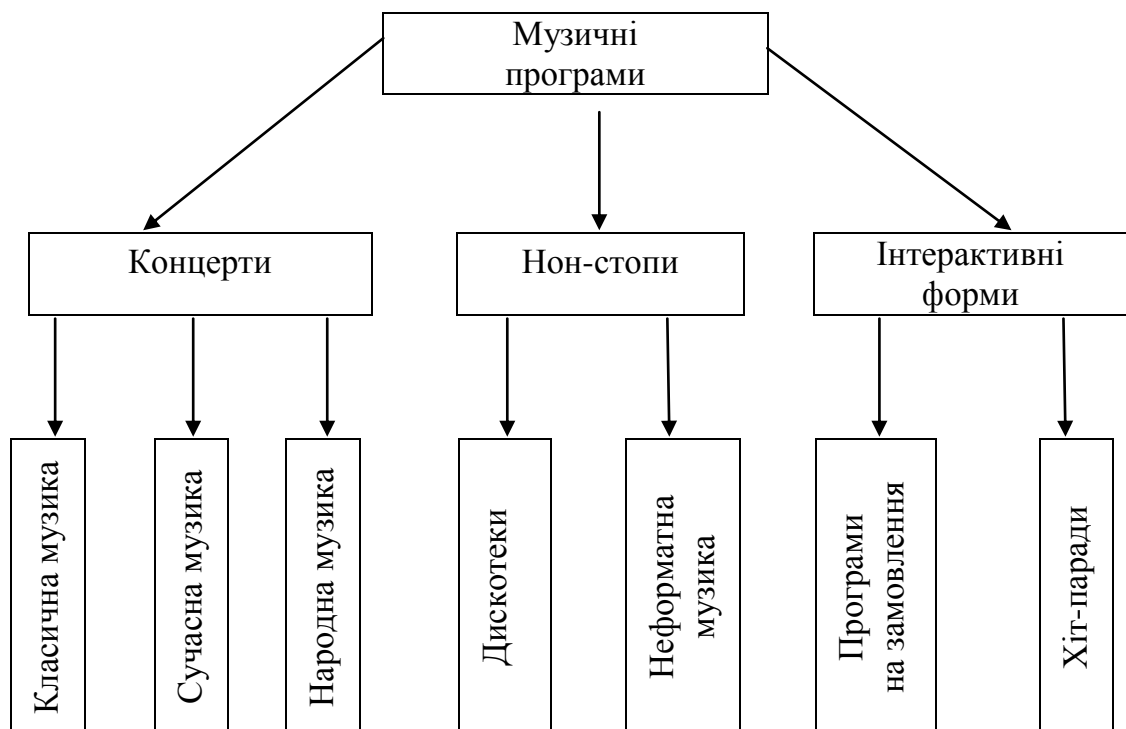 Музичні
програми
Концерти
Нон-стопи
Інтерактивні
форми
Класична музика
Сучасна музика
Народна музика
Дискотеки
Неформатна
музика
Програми
на замовлення
Хіт-паради